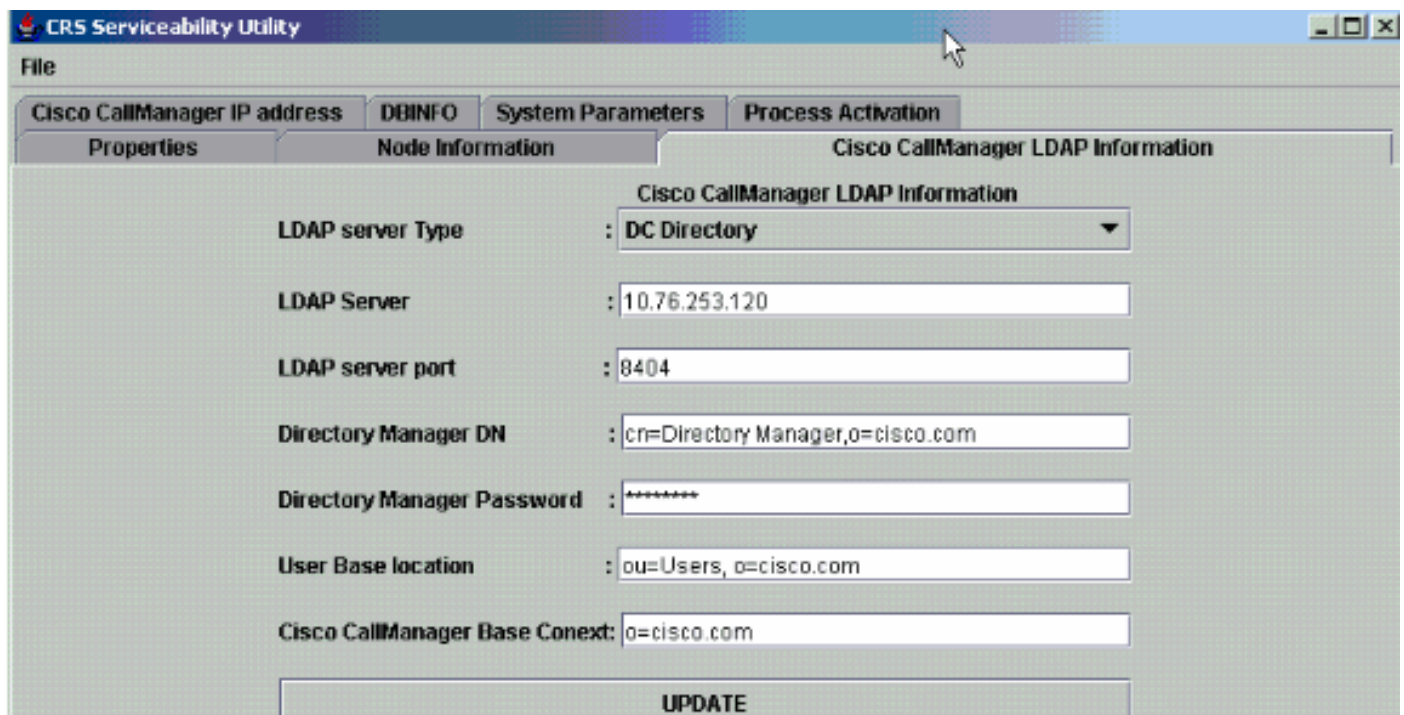 CRS Serviceability Utility
File
Cisco CallManager IP address DBINFO System Parameters Process Activation
Properties Node Information Cisco CallManager LDAP Information
Cisco CallManager LDAP Information
LDAP server Type : DC Directory
LDAP Server : 10.76.253.120
LDAP server port : 8404
Directory Manager DN : cn=Directory Manager,o=cisco.com
Directory Manager Password : ********
User Base location : ou=Users, o=cisco.com
Cisco CallManager Base Conext: o=cisco.com
UPDATE